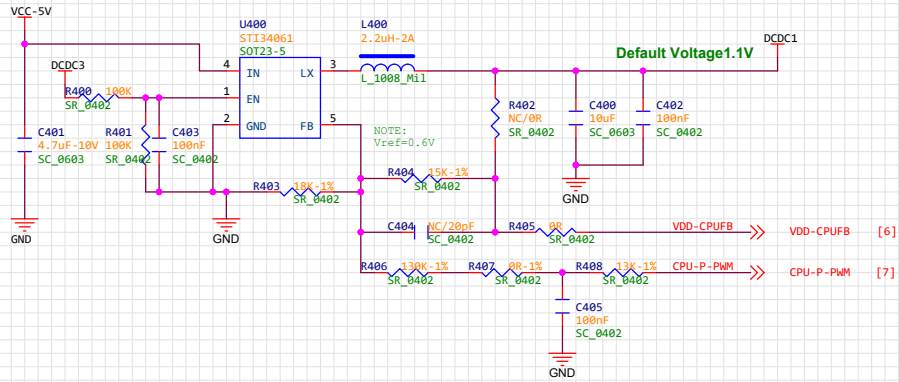 VCC-5V
U400
STI34061
SOT23-5
L400
2.2uH-2A
L_1008_Mil
Default Voltage1.1V
DCDC1
DCDC3
4
IN
LX
3
1
EN
2
GND
FB
5
R400
100K
SR_0402
C401
4.7uF-10V
SC_0603
R401
100K
SR_0402
C403
100nF
SC_0402
NOTE:
Vref=0.6V
R402
NC/0R
SR_0402
C400
10uF
SC_0603
C402
100nF
SC_0402
R403
18K-1%
SR_0402
R404
15K-1%
SR_0402
GND
GND
GND
C404
NC/20pF
SC_0402
R405
0R
SR_0402
VDD-CPUFB
VDD-CPUFB
[6]
R406
130K-1%
SR_0402
R407
0R-1%
SR_0402
R408
13K-1%
SR_0402
CPU-P-PWM
CPU-P-PWM
[7]
C405
100nF
SC_0402
GND